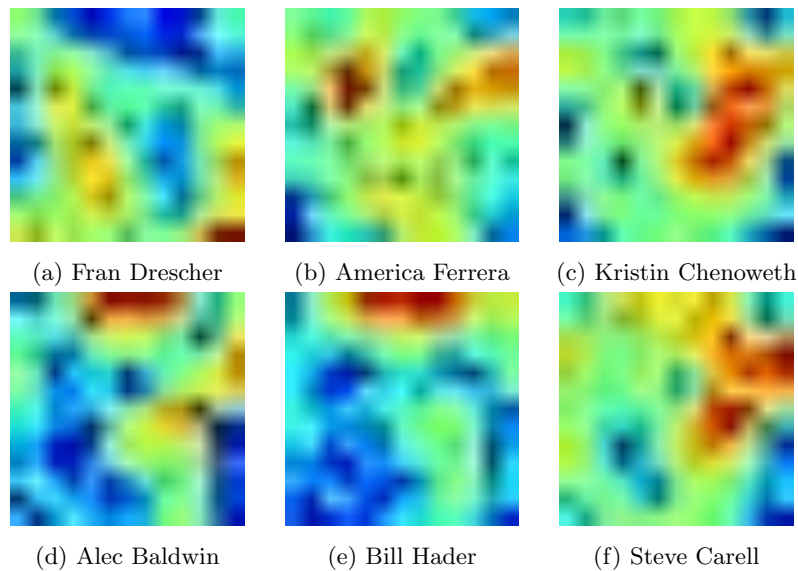 (a) Fran Drescher
(b) America Ferrera
(c) Kristin Chenoweth
(d) Alec Baldwin
(e) Bill Hader
(f) Steve Carell